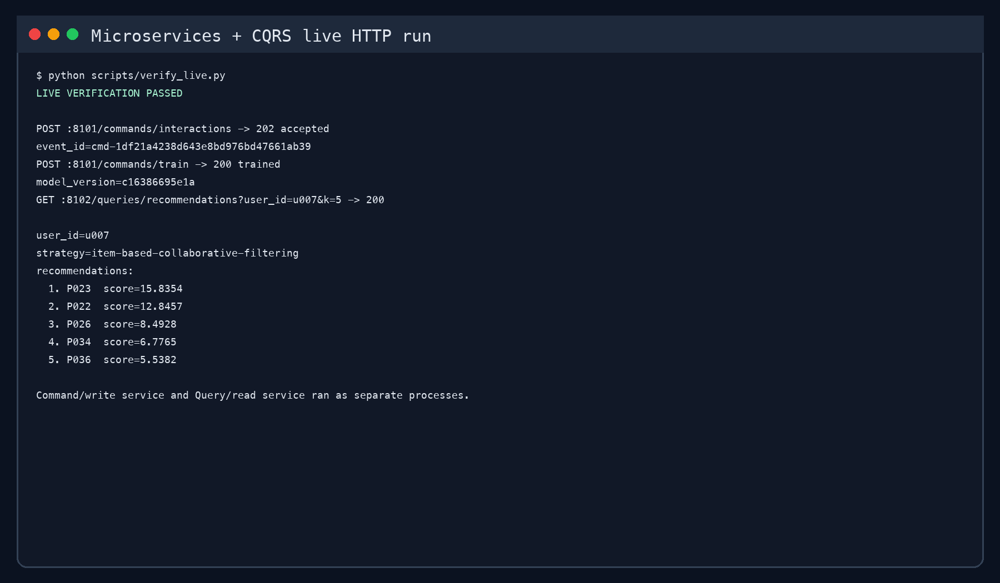 Microservices + CQRS live HTTP run
$ python scripts/verify_live.py
LIVE VERIFICATION PASSED
POST :8101/commands/interactions -> 202 accepted
event_id=cmd-1df21a4238d643e8bd976bd47661ab39
POST :8101/commands/train -> 200 trained
model_version=c16386695e1a
GET :8102/queries/recommendations?user_id=u007&k=5 -> 200
user_id=u007
strategy=item-based-collaborative-filtering
recommendations:
1. P023  score=15.8354
2. P022  score=12.8457
3. P026  score=8.4928
4. P034  score=6.7765
5. P036  score=5.5382
Command/write service and Query/read service ran as separate processes.